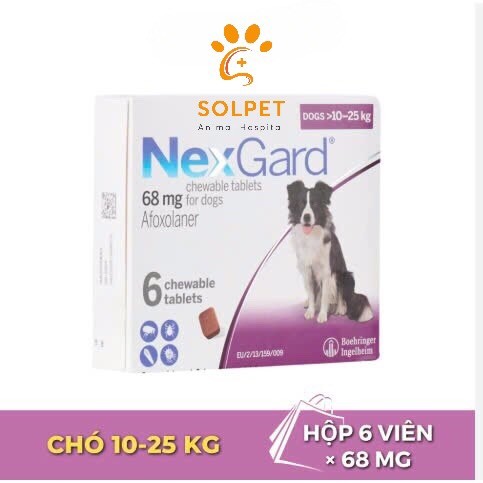 SOLPET
Animal Hospital
DOGS >10–25 kg
NexGard®
68 mg chewable tablets
for dogs
Afoxolaner
6 chewable
tablets
EU/2/13/159/009
Boehringer
Ingelheim
CHÓ 10-25 KG
HỘP 6 VIÊN
× 68 MG